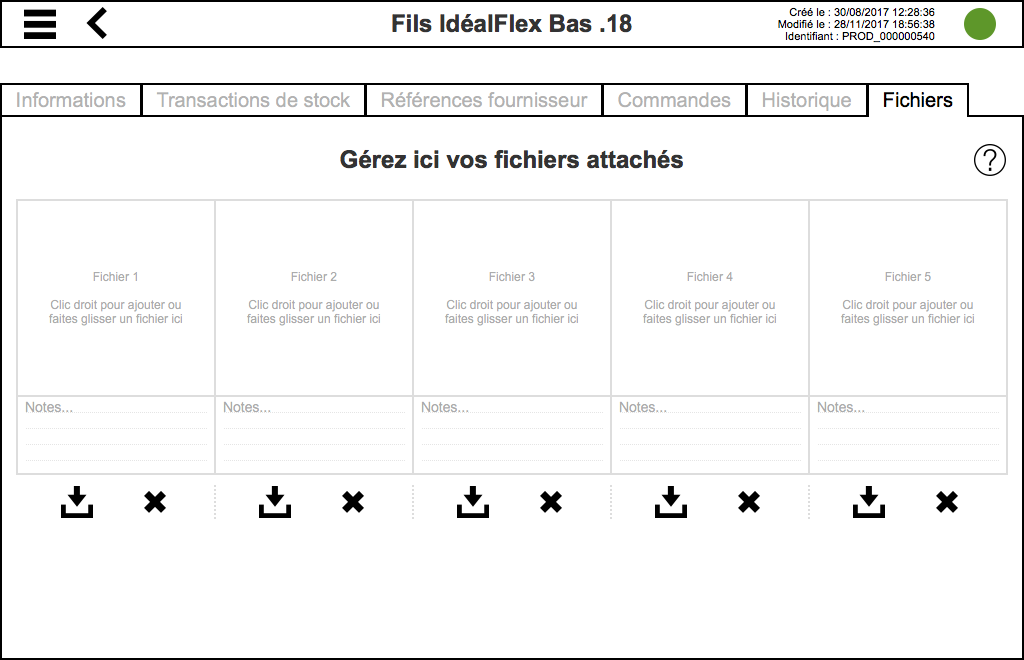 Fils IdéalFlex Bas .18
Créé le : 30/08/2017 12:28:36
Modifié le : 28/11/2017 18:56:38
Identifiant : PROD_000000540
Informations
Transactions de stock
Références fournisseur
Commandes
Historique
Fichiers
Gérez ici vos fichiers attachés
?
Fichier 1
Clic droit pour ajouter ou
faites glisser un fichier ici
Fichier 2
Clic droit pour ajouter ou
faites glisser un fichier ici
Fichier 3
Clic droit pour ajouter ou
faites glisser un fichier ici
Fichier 4
Clic droit pour ajouter ou
faites glisser un fichier ici
Fichier 5
Clic droit pour ajouter ou
faites glisser un fichier ici
Notes...
Notes...
Notes...
Notes...
Notes...